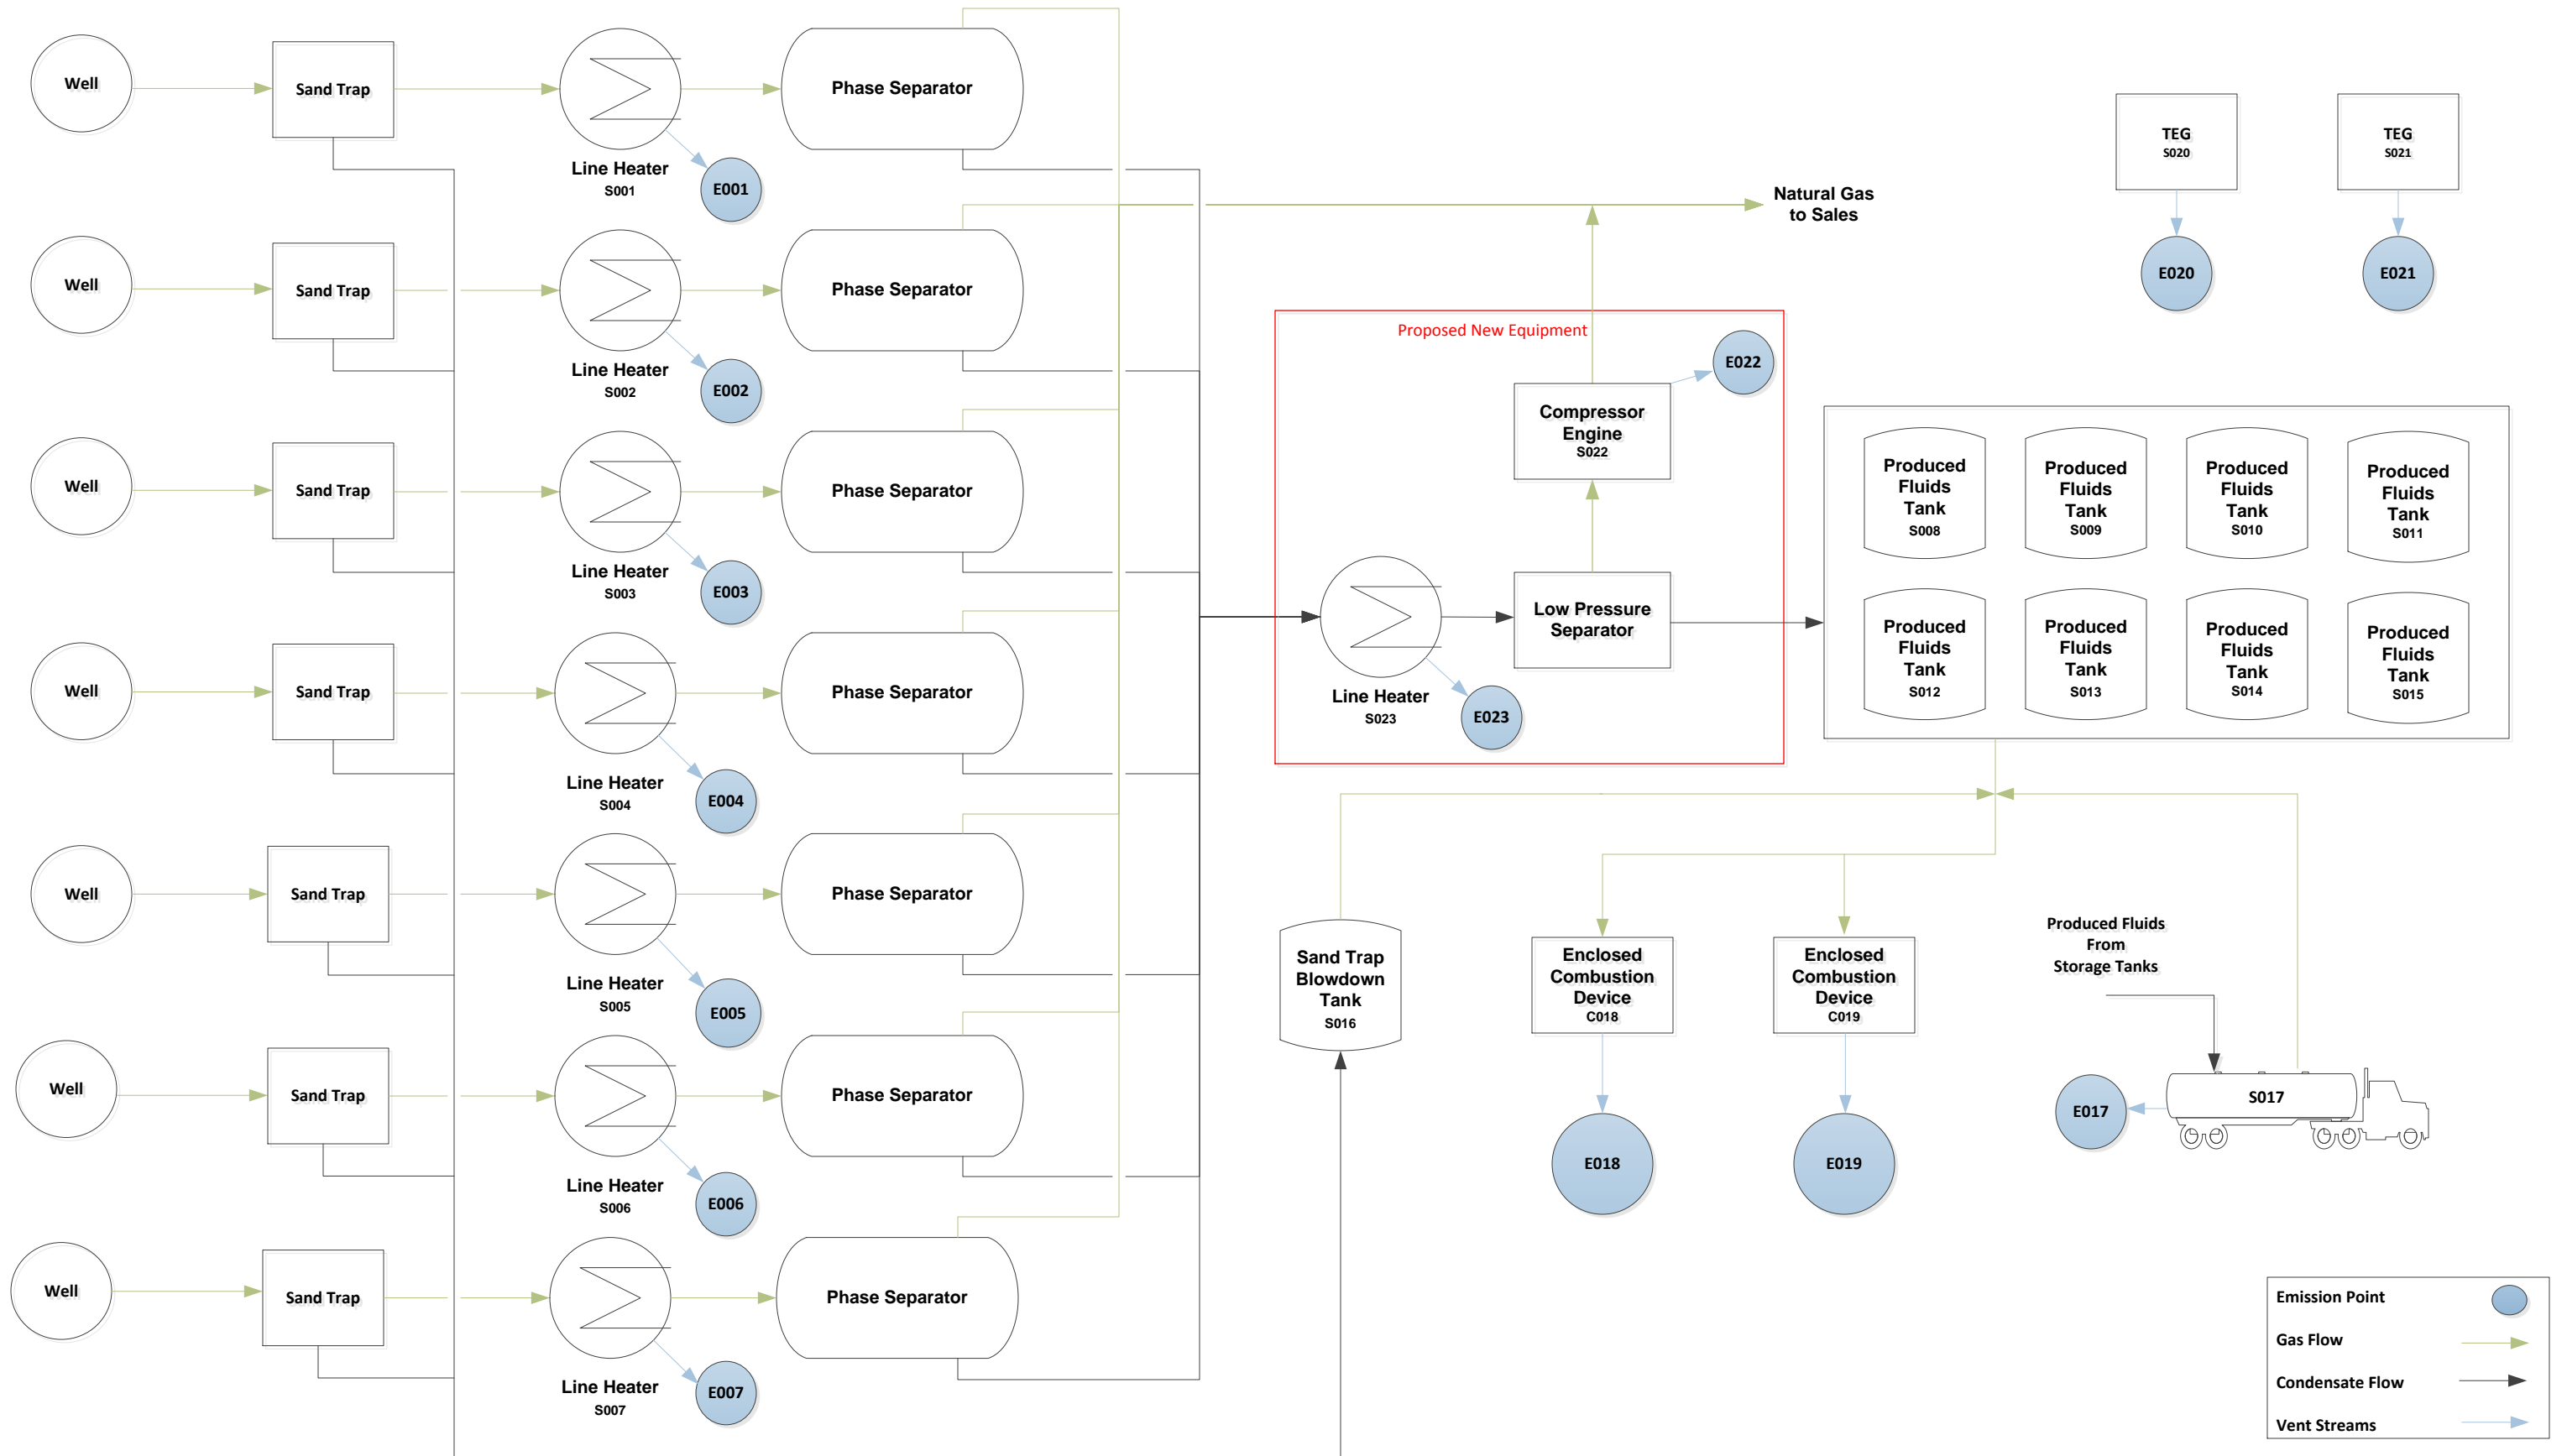 Well
Sand Trap
Line Heater
S001
E001
Phase Separator
Well
Sand Trap
Line Heater
S002
E002
Phase Separator
Well
Sand Trap
Line Heater
S003
E003
Phase Separator
Well
Sand Trap
Line Heater
S004
E004
Phase Separator
Well
Sand Trap
Line Heater
S005
E005
Phase Separator
Well
Sand Trap
Line Heater
S006
E006
Phase Separator
Well
Sand Trap
Line Heater
S007
E007
Phase Separator
Natural Gas
to Sales
TEG
S020
E020
TEG
S021
E021
Proposed New Equipment
E022
Compressor
Engine
S022
Low Pressure
Separator
Line Heater
S023
E023
Produced
Fluids
Tank
S008
Produced
Fluids
Tank
S009
Produced
Fluids
Tank
S010
Produced
Fluids
Tank
S011
Produced
Fluids
Tank
S012
Produced
Fluids
Tank
S013
Produced
Fluids
Tank
S014
Produced
Fluids
Tank
S015
Sand Trap
Blowdown
Tank
S016
Enclosed
Combustion
Device
C018
E018
Enclosed
Combustion
Device
C019
E019
Produced Fluids
From
Storage Tanks
E017
S017
Emission Point
Gas Flow
Condensate Flow
Vent Streams